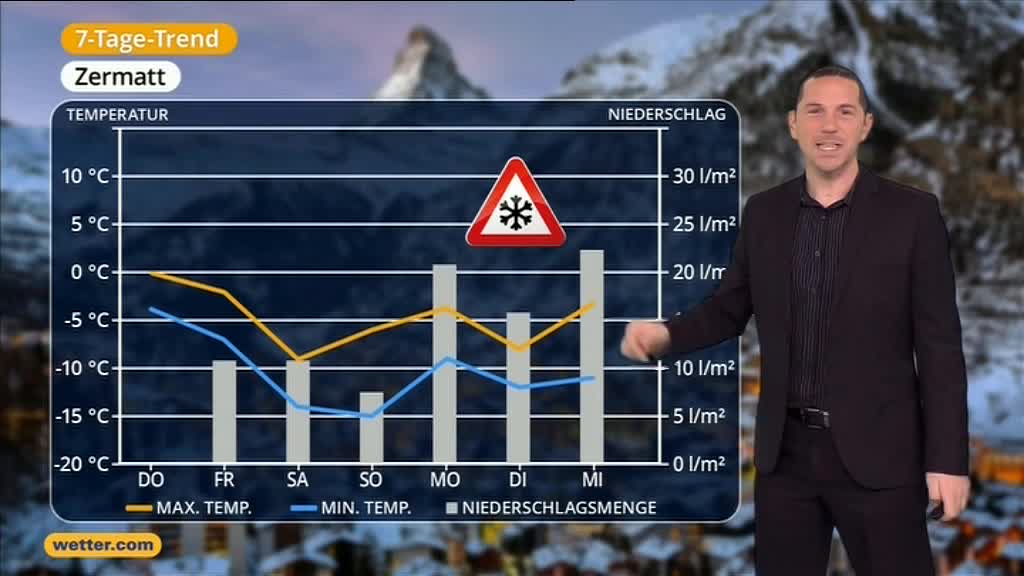 7-Tage-Trend
Zermatt
TEMPERATUR NIEDERSCHLAG
10 °C 30 l/m²
5 °C 25 l/m²
0 °C 20 l/m
-5 °C
-10 °C 10 l/m²
-15 °C 5 l/m²
-20 °C 0 l/m²
DO FR SA SO MO DI MI
MAX. TEMP. MIN. TEMP. NIEDERSCHLAGSMENGE
wetter.com